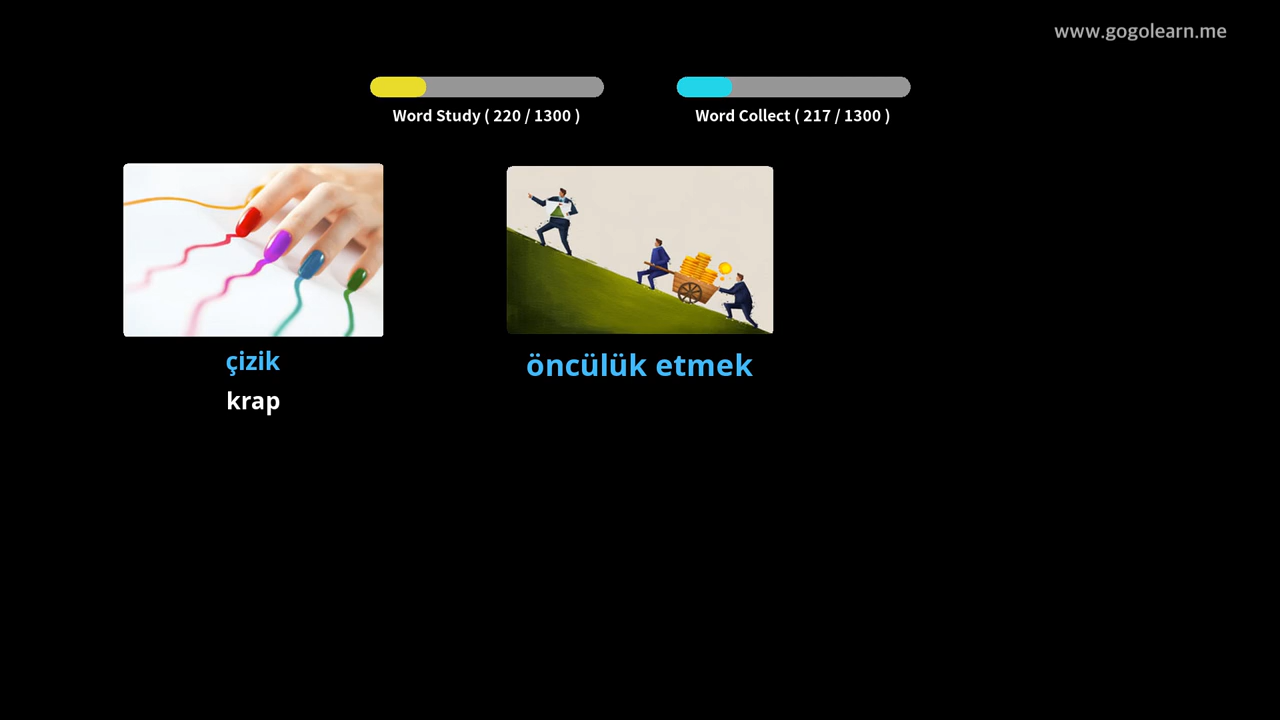 www.gogolearn.me
Word Study ( 220 / 1300 )
Word Collect ( 217 / 1300 )
çizik
krap
öncülük etmek